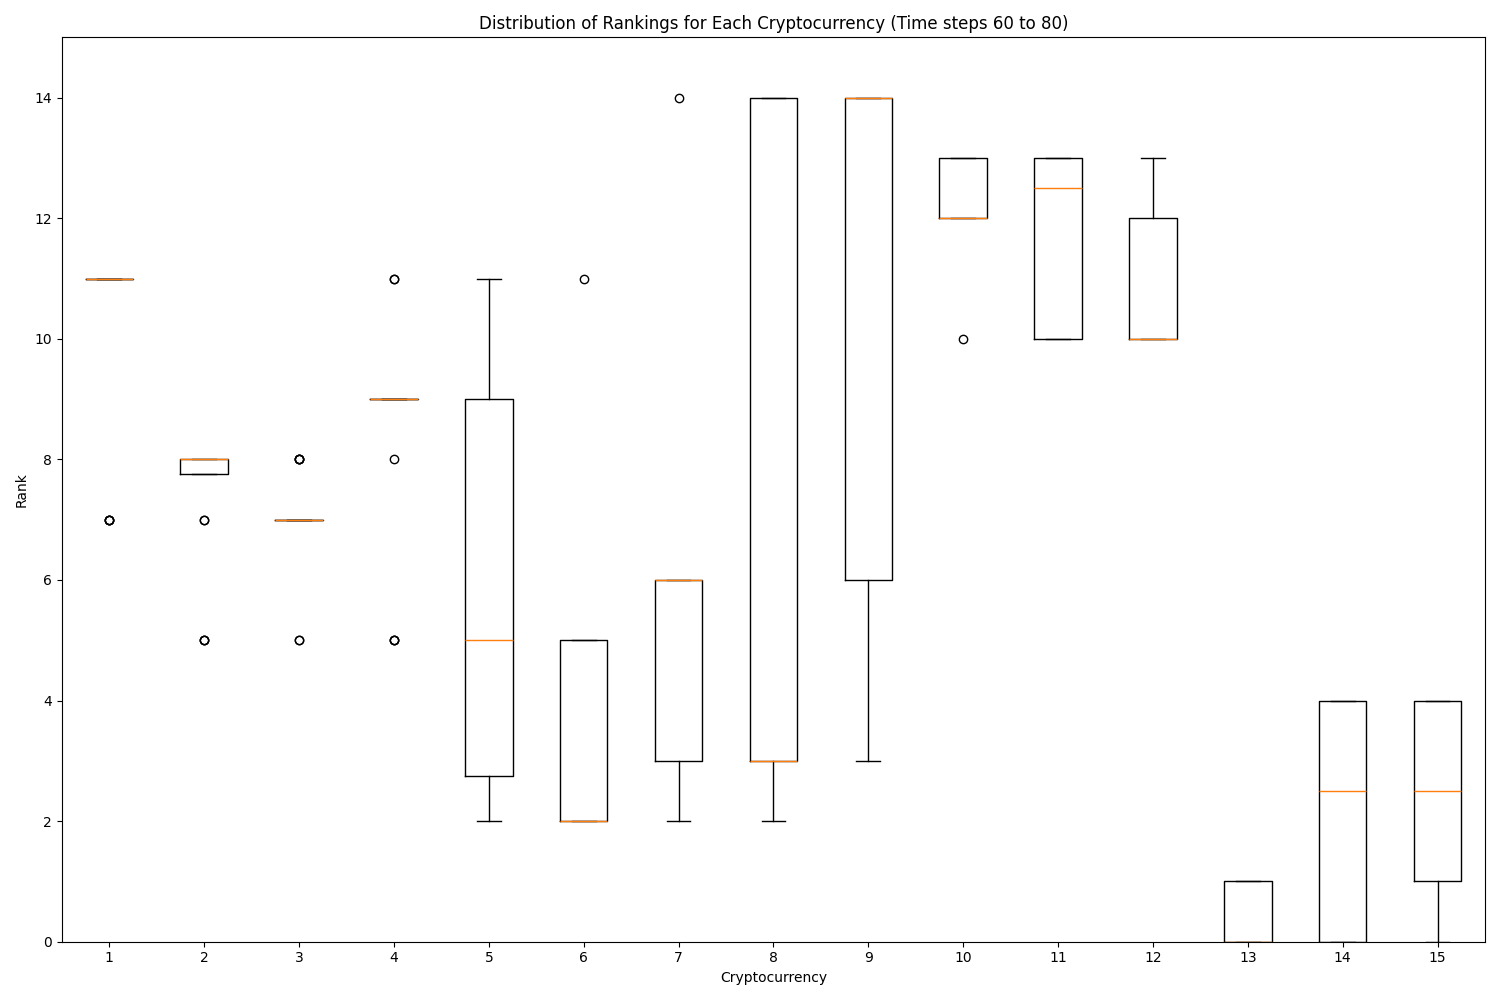 Distribution of Rankings for Each Cryptocurrency (Time steps 60 to 80)
14
12
10
8
6
4
2
0
Rank
1 2 3 4 5 6 7 8 9 10 11 12 13 14 15
Cryptocurrency